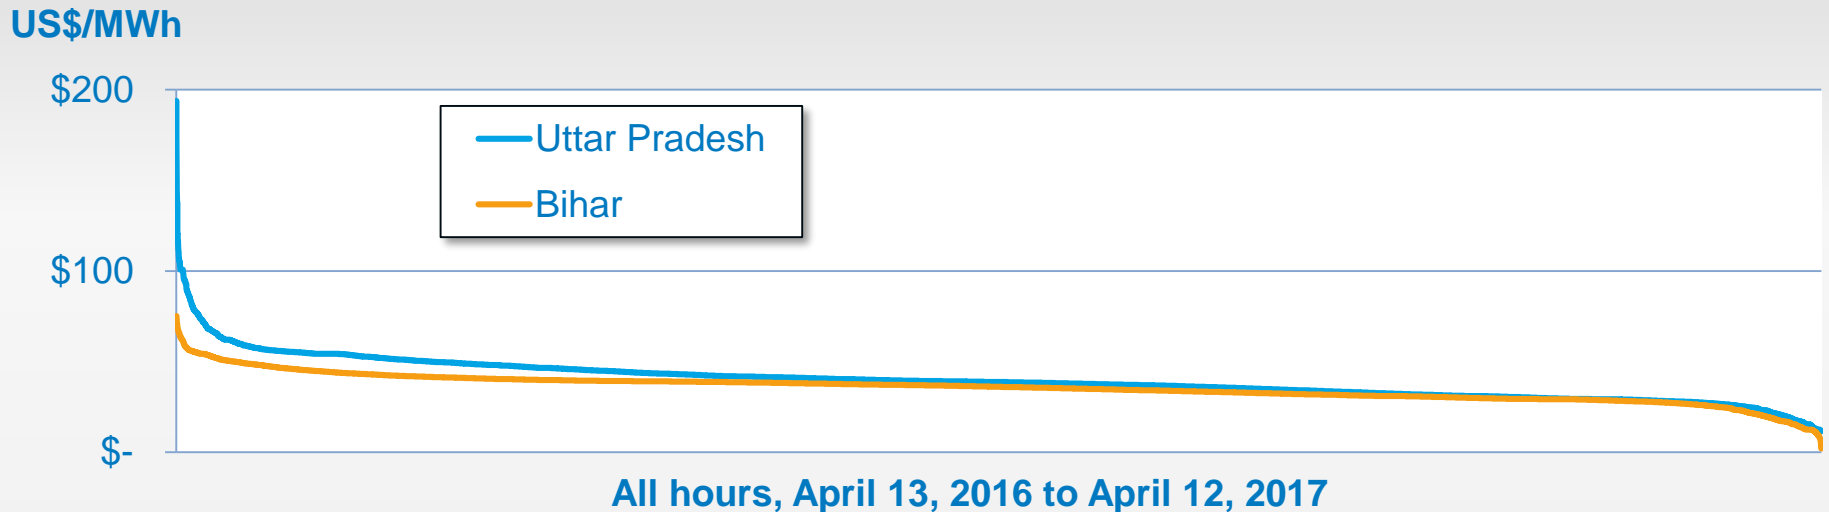 US$/MWh
$200
Uttar Pradesh
Bihar
$100
$-
All hours, April 13, 2016 to April 12, 2017